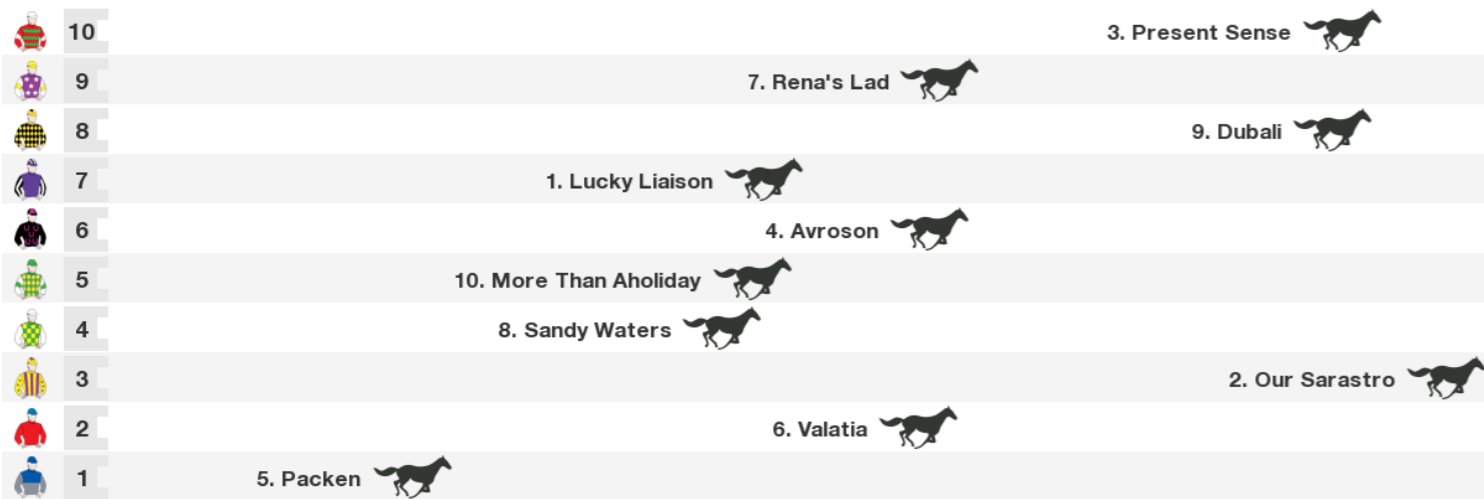 10 3. Present Sense
9 7. Rena's Lad
8 9. Dubali
7 1. Lucky Liaison
6 4. Avroson
5 10. More Than Aholiday
4 8. Sandy Waters
3 2. Our Sarastro
2 6. Valatia
1 5. Packen